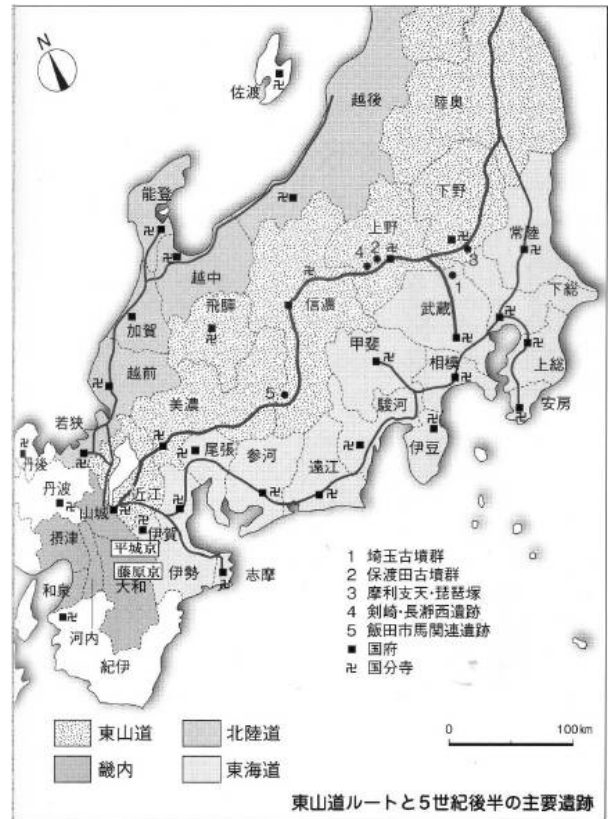 N
佐渡
越後
陸奥
能登
下野
上野
常陸
越中
4
2
3
1
飛驒
信濃
武蔵
下総
加賀
甲斐
相模
上総
越前
5
美濃
駿河
安房
若狭
尾張
伊豆
丹後
参河
遠江
丹波
近江
山城
伊賀
摂津
平城京
藤原京
伊勢
志摩
和泉
大和
河内
紀伊
1 埼玉古墳群
2 保渡田古墳群
3 摩利支天・琵琶塚
4 剣崎・長瀞西遺跡
5 飯田市馬関連遺跡
■ 国府
卍 国分寺
東山道
北陸道
畿内
東海道
0 100km
東山道ルートと5世紀後半の主要遺跡